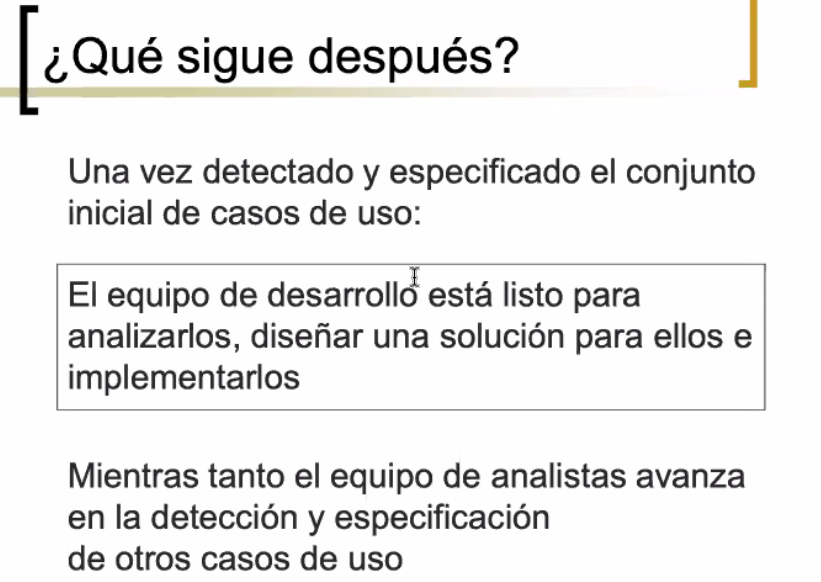 ¿Qué sigue después?
Una vez detectado y especificado el conjunto
inicial de casos de uso:
El equipo de desarrollo está listo para
analizarlos, diseñar una solución para ellos e
implementarlos
Mientras tanto el equipo de analistas avanza
en la detección y especificación
de otros casos de uso